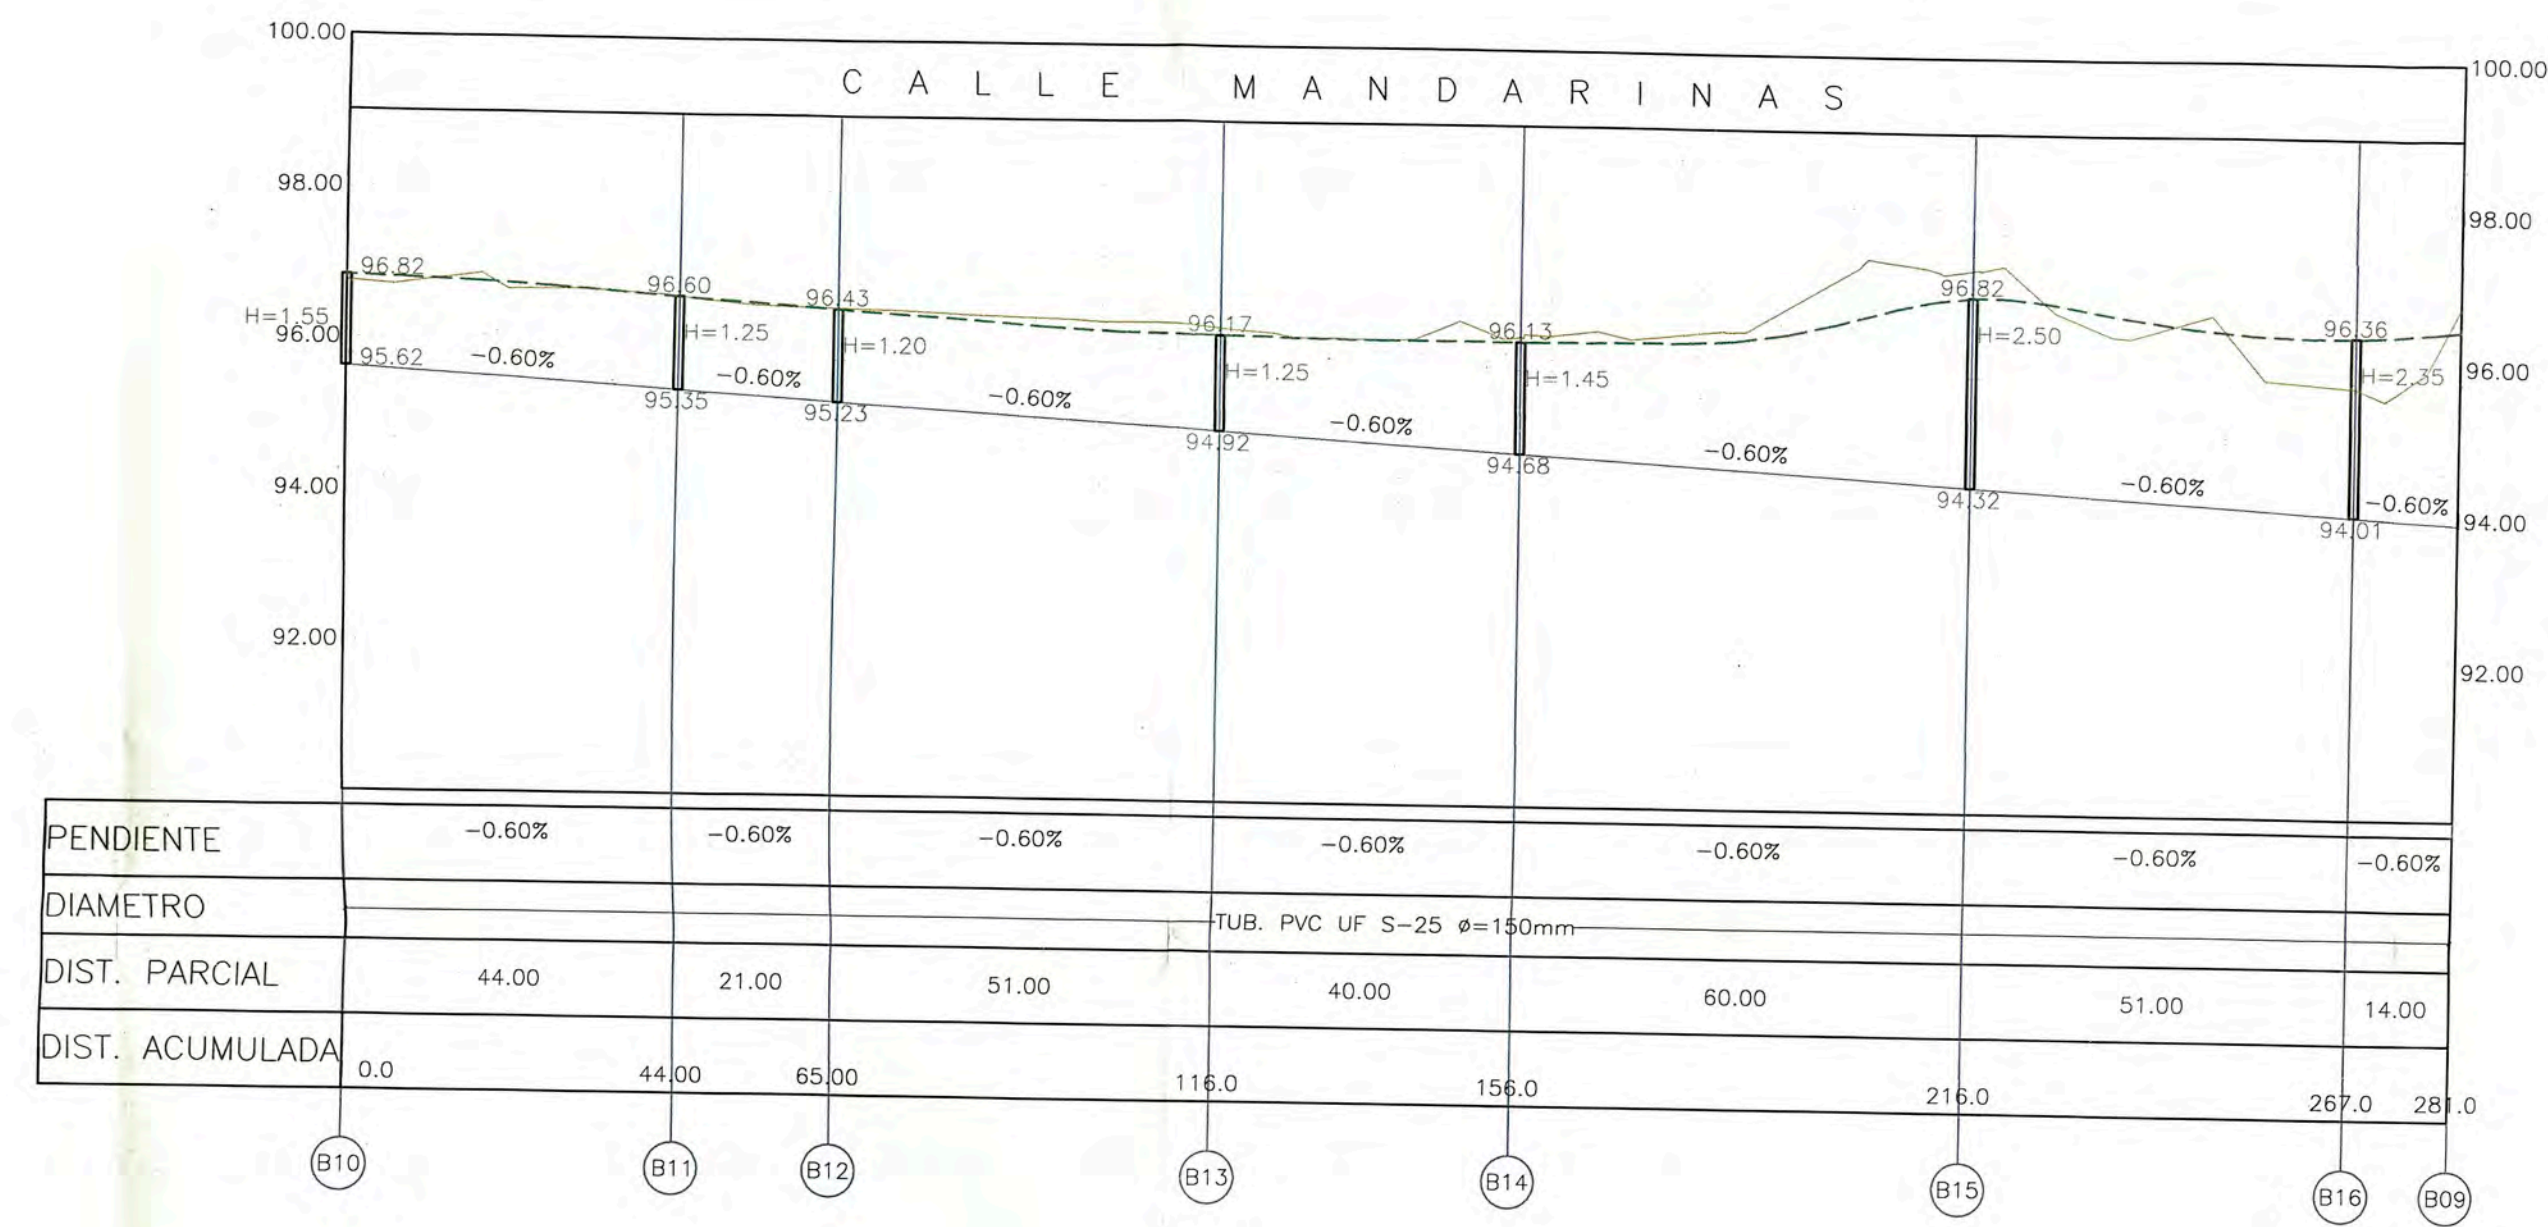 100.00
100.00
CALLE MANDARINAS
98.00
98.00
96.82
96.60
96.43
96.17
96.13
96.82
96.36
H=1.55
H=1.25
H=1.20
H=1.25
H=1.45
H=2.50
H=2.35
96.00
96.00
95.62
-0.60%
95.35
-0.60%
95.23
-0.60%
94.92
-0.60%
94.68
-0.60%
94.32
-0.60%
94.01
-0.60%
94.00
94.00
92.00
92.00
PENDIENTE -0.60% -0.60% -0.60% -0.60% -0.60% -0.60% -0.60%
DIAMETRO TUB. PVC UF S-25 ø=150mm
DIST. PARCIAL 44.00 21.00 51.00 40.00 60.00 51.00 14.00
DIST. ACUMULADA 0.0 44.00 65.00 116.0 156.0 216.0 267.0 281.0
B10 B11 B12 B13 B14 B15 B16 B09